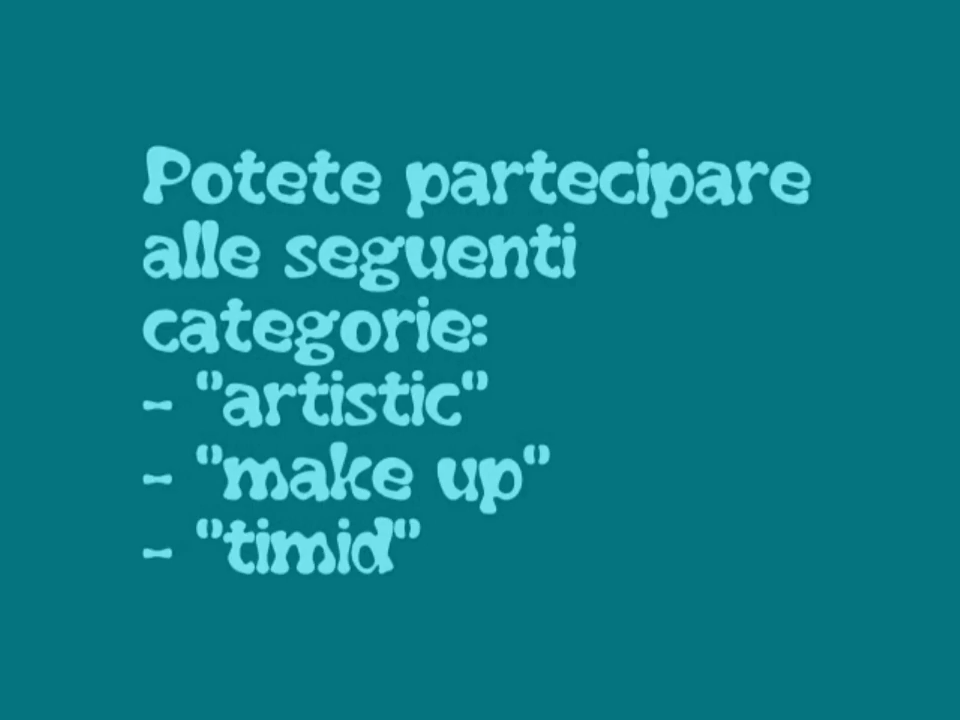 Potete partecipare
alle seguenti
categorie:
- "artistic"
- "make up"
- "timid"